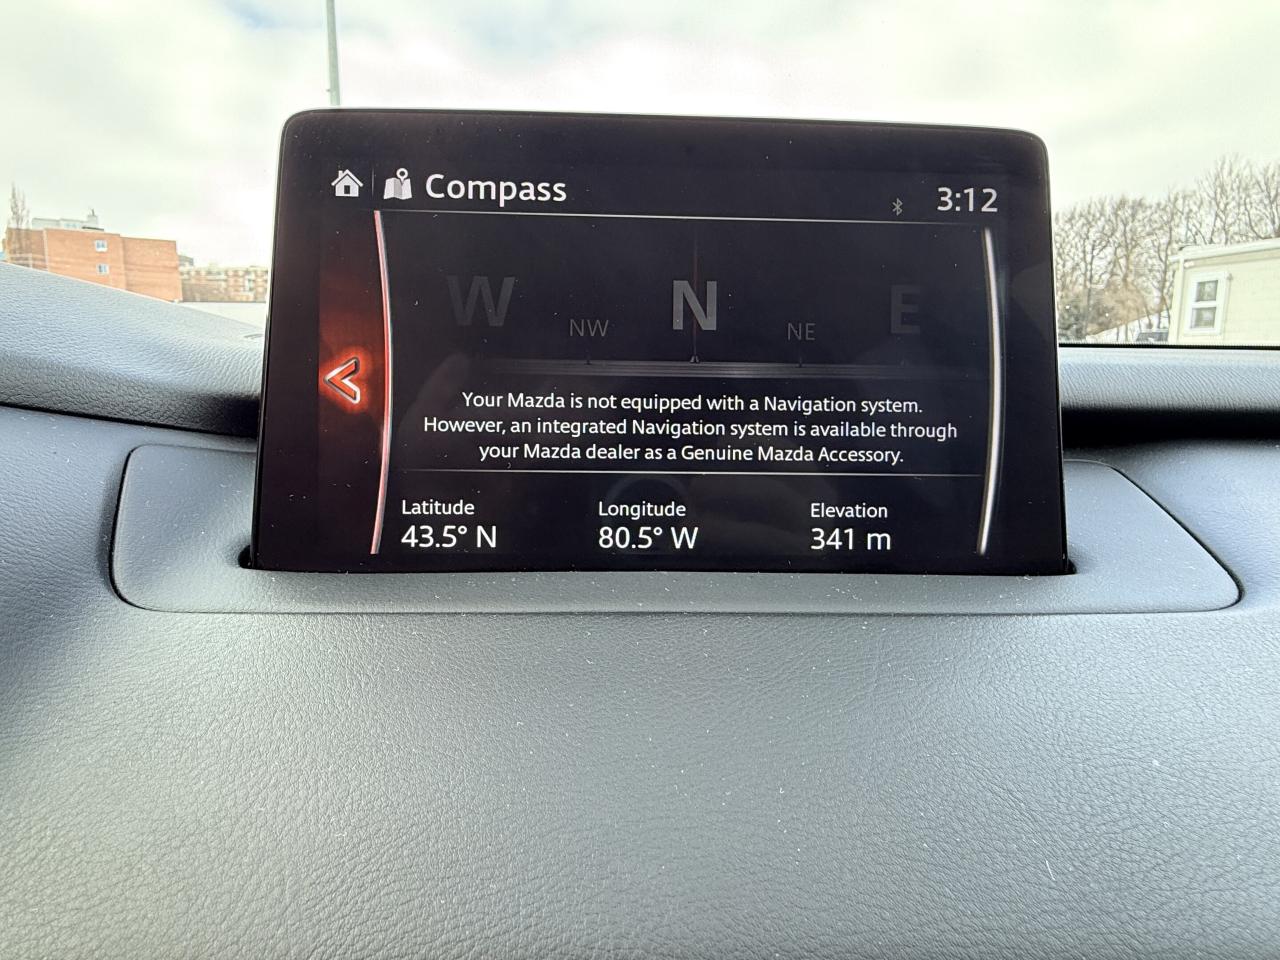 Compass
3:12
W NW N NE E
Your Mazda is not equipped with a Navigation system.
However, an integrated Navigation system is available through
your Mazda dealer as a Genuine Mazda Accessory.
Latitude Longitude Elevation
43.5° N 80.5° W 341 m